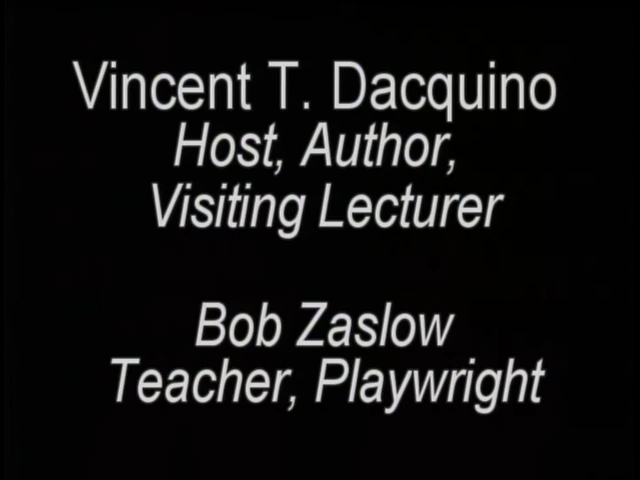 Vincent T. Dacquino
Host, Author,
Visiting Lecturer
Bob Zaslow
Teacher, Playwright